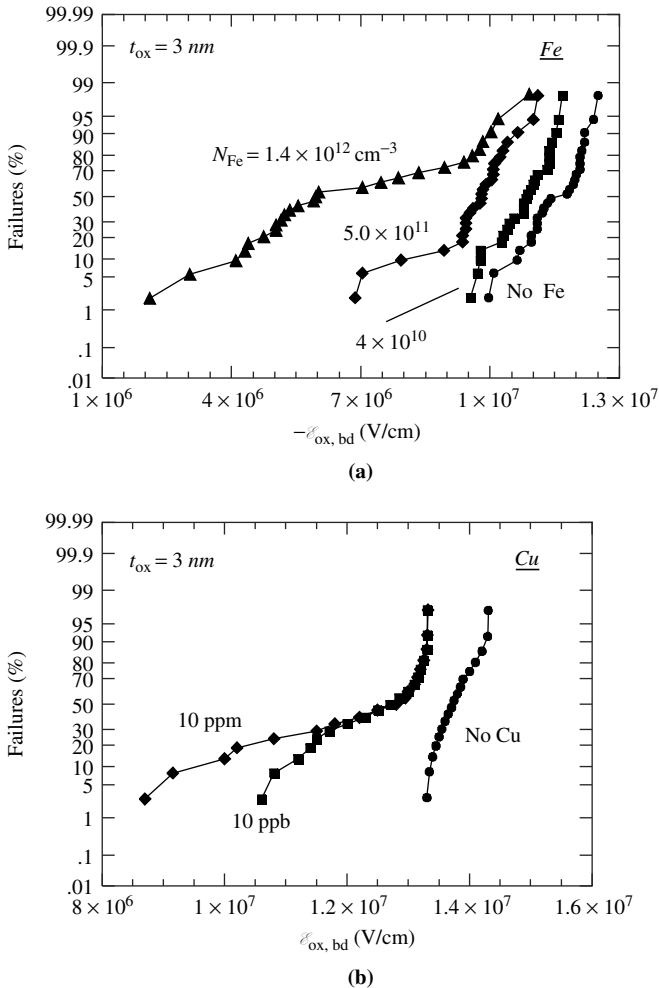 99.99
99.9
99
95
90
80
70
50
30
20
10
5
1
.1
.01
Failures (%)
t_ox = 3 nm
Fe
N_Fe = 1.4 × 10^12 cm^−3
5.0 × 10^11
4 × 10^10
No Fe
1 × 10^6
4 × 10^6
7 × 10^6
1 × 10^7
1.3 × 10^7
−ℰ_ox, bd (V/cm)
(a)
99.99
99.9
99
95
90
80
70
50
30
20
10
5
1
.1
.01
Failures (%)
t_ox = 3 nm
Cu
10 ppm
10 ppb
No Cu
8 × 10^6
1 × 10^7
1.2 × 10^7
1.4 × 10^7
1.6 × 10^7
ℰ_ox, bd (V/cm)
(b)